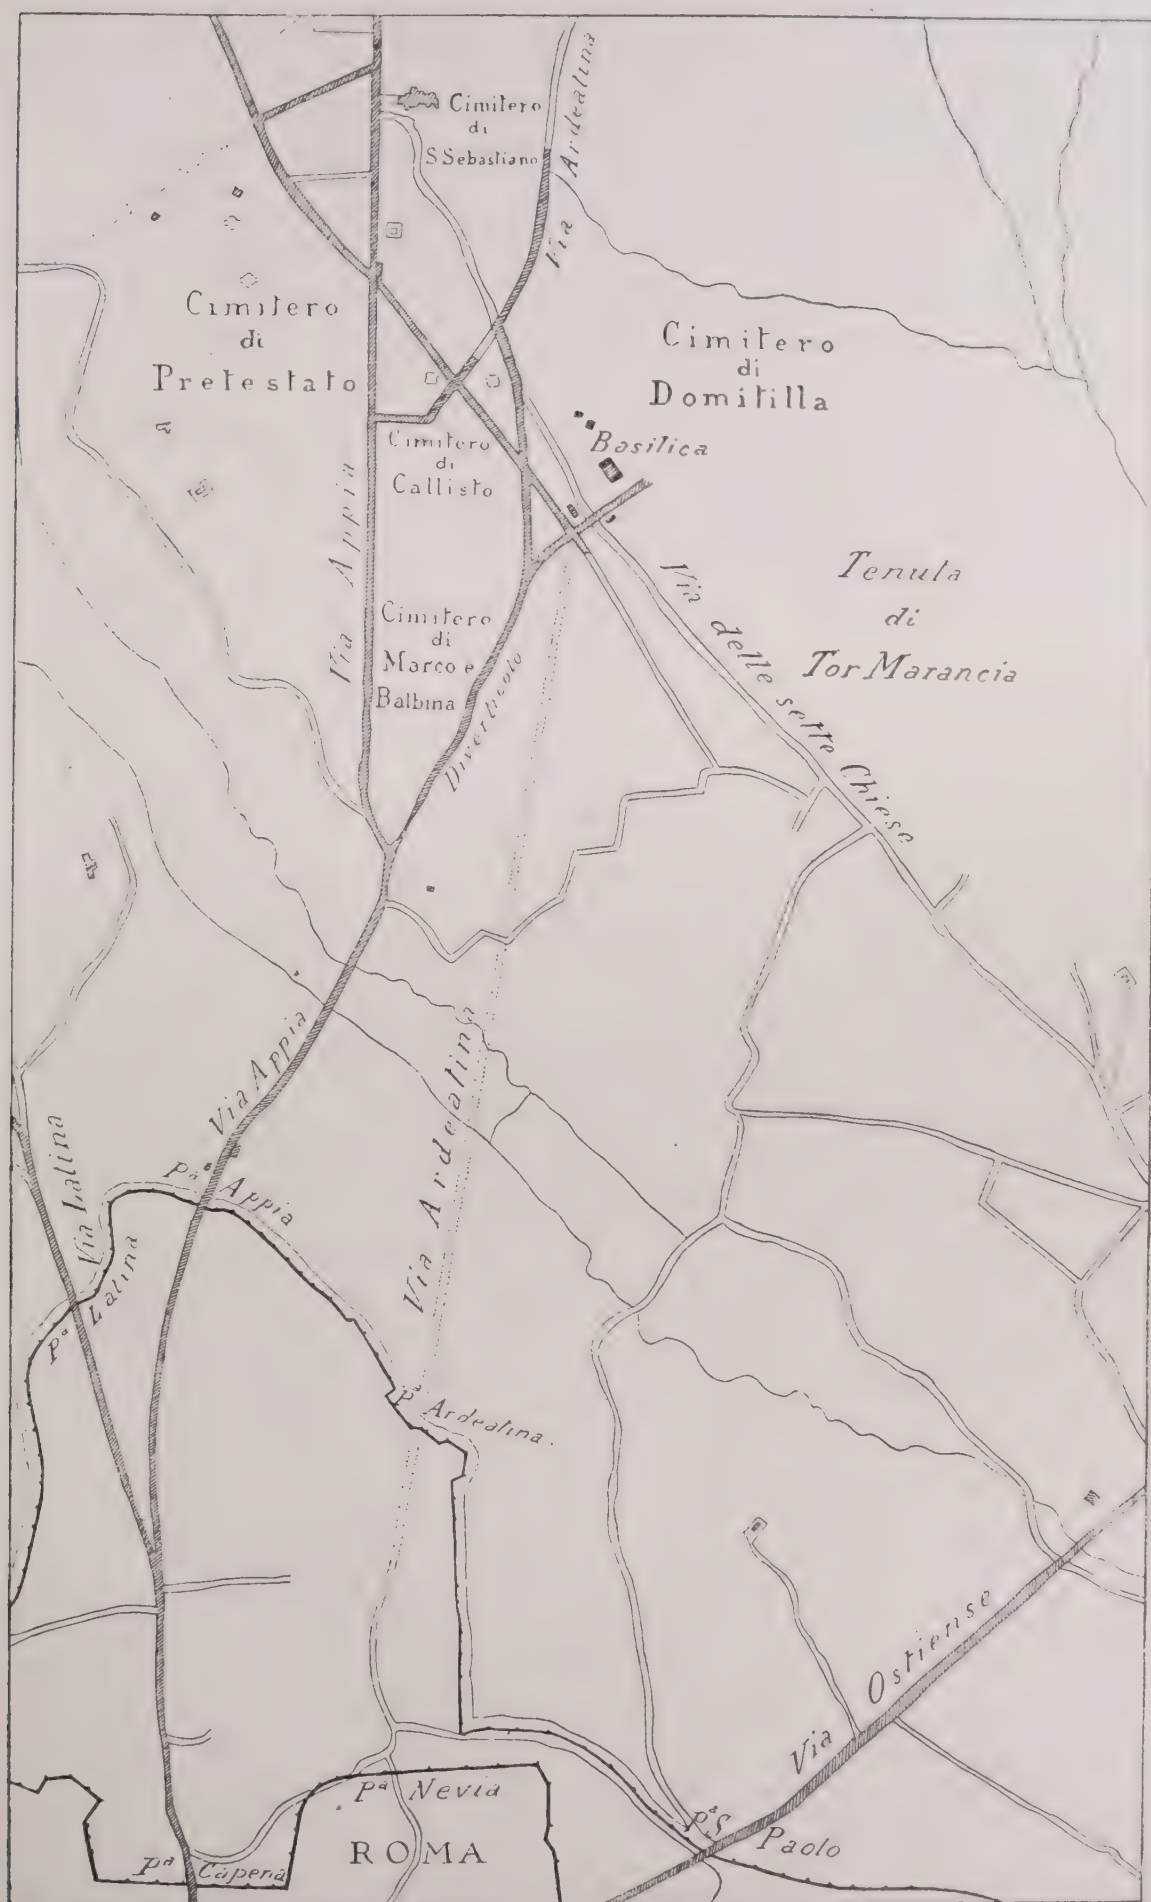 Cimitero
di
S. Sebastiano
Via Ardeatina
Cimitero
di
Pretestato
Cimitero
di
Domitilla
Basilica
Cimitero
di
Callisto
Via Appia
Tenuta
di
Tor Marancia
Via delle sette Chiese
Cimitero
di
Marco e
Balbina
Diverticolo
Via Appia
Via Ardeatina
Via Latina
Pª Appia
Pª Latina
Pª Ardeatina.
Via Ostiense
Pª Nevia
Pª S. Paolo
ROMA
Pª Capena